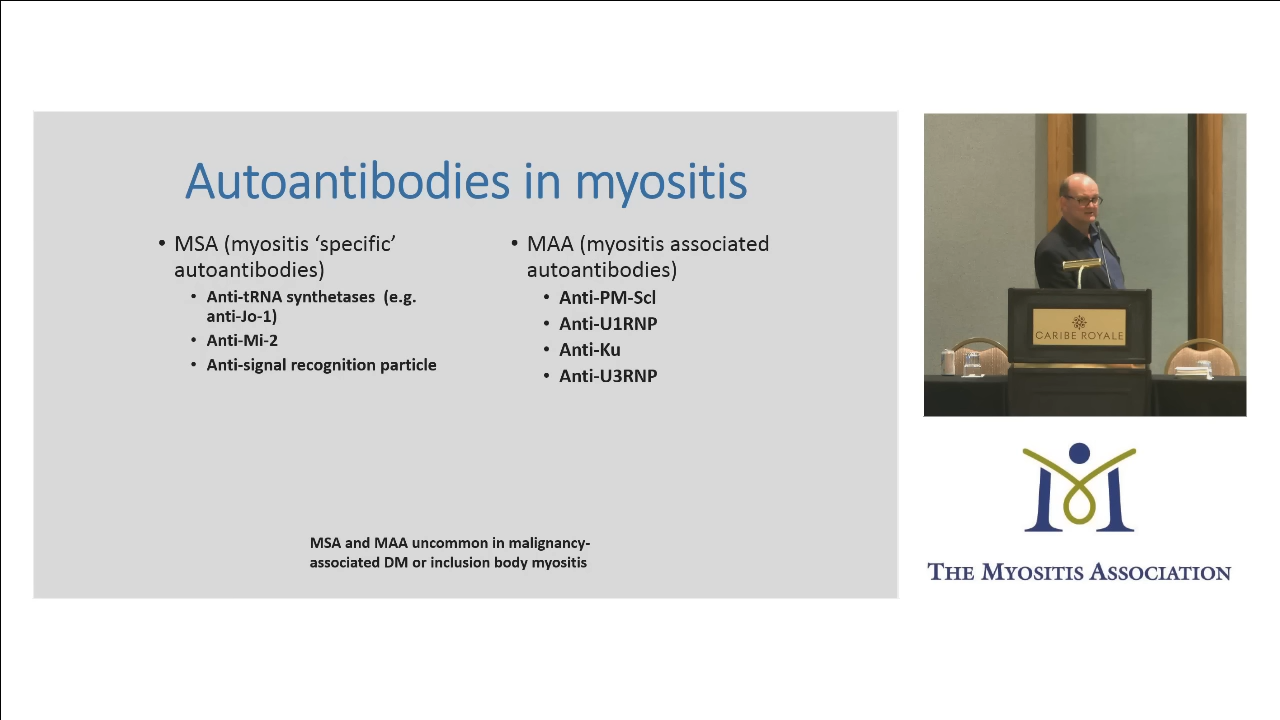 Autoantibodies in myositis
• MSA (myositis ‘specific’
autoantibodies)
• Anti-tRNA synthetases (e.g.
anti-Jo-1)
• Anti-Mi-2
• Anti-signal recognition particle
• MAA (myositis associated
autoantibodies)
• Anti-PM-Scl
• Anti-U1RNP
• Anti-Ku
• Anti-U3RNP
MSA and MAA uncommon in malignancy-
associated DM or inclusion body myositis
CARIBE ROYALE
THE MYOSITIS ASSOCIATION